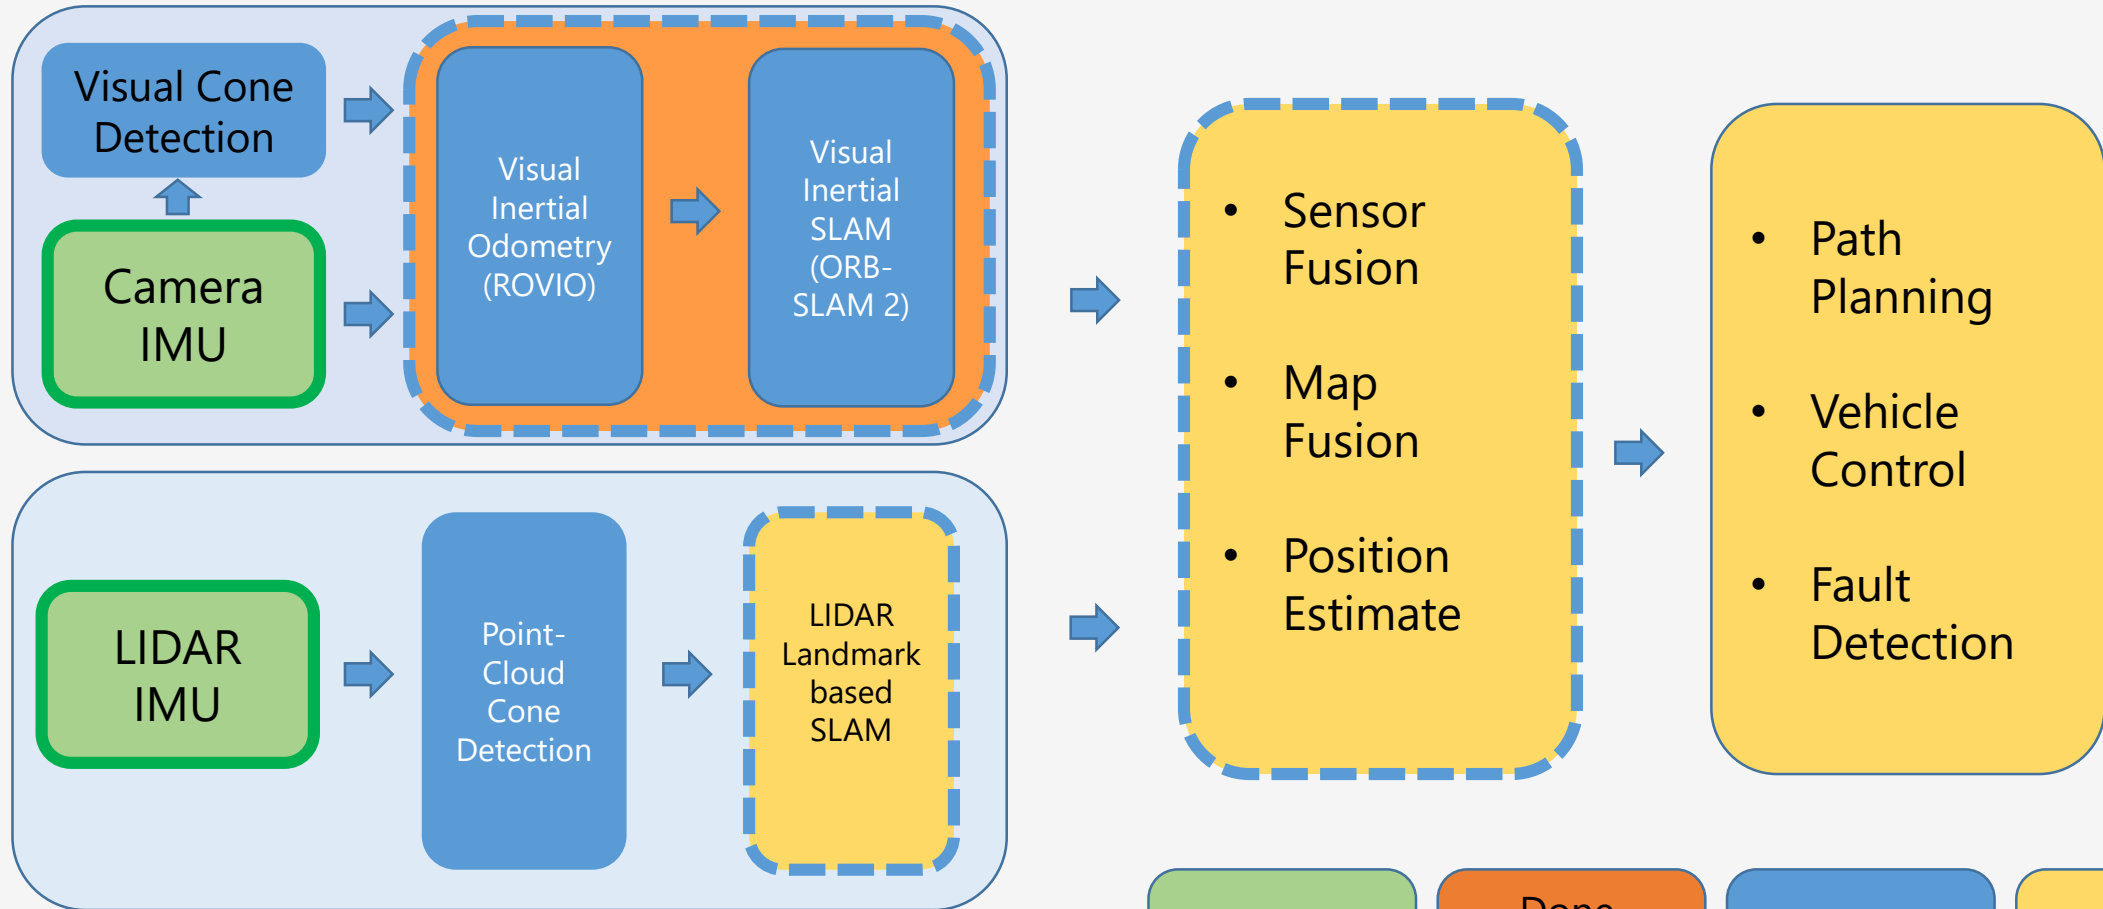 Visual Cone
Detection
Camera
IMU
Visual
Inertial
Odometry
(ROVIO)
Visual
Inertial
SLAM
(ORB-
SLAM 2)
LIDAR
IMU
Point-
Cloud
Cone
Detection
LIDAR
Landmark
based
SLAM
• Sensor
Fusion
• Map
Fusion
• Position
Estimate
• Path
Planning
• Vehicle
Control
• Fault
Detection
Done